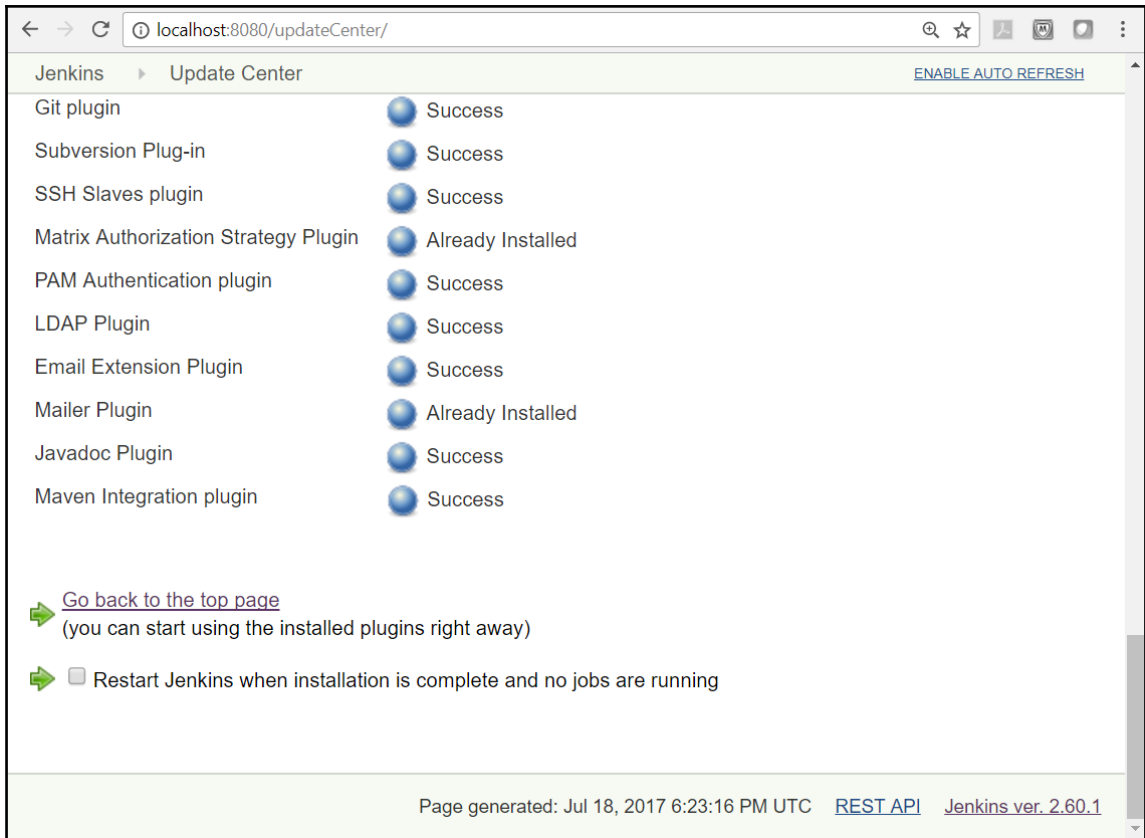 localhost:8080/updateCenter/
Jenkins Update Center ENABLE AUTO REFRESH
Git plugin Success
Subversion Plug-in Success
SSH Slaves plugin Success
Matrix Authorization Strategy Plugin Already Installed
PAM Authentication plugin Success
LDAP Plugin Success
Email Extension Plugin Success
Mailer Plugin Already Installed
Javadoc Plugin Success
Maven Integration plugin Success
Go back to the top page
(you can start using the installed plugins right away)
Restart Jenkins when installation is complete and no jobs are running
Page generated: Jul 18, 2017 6:23:16 PM UTC REST API Jenkins ver. 2.60.1